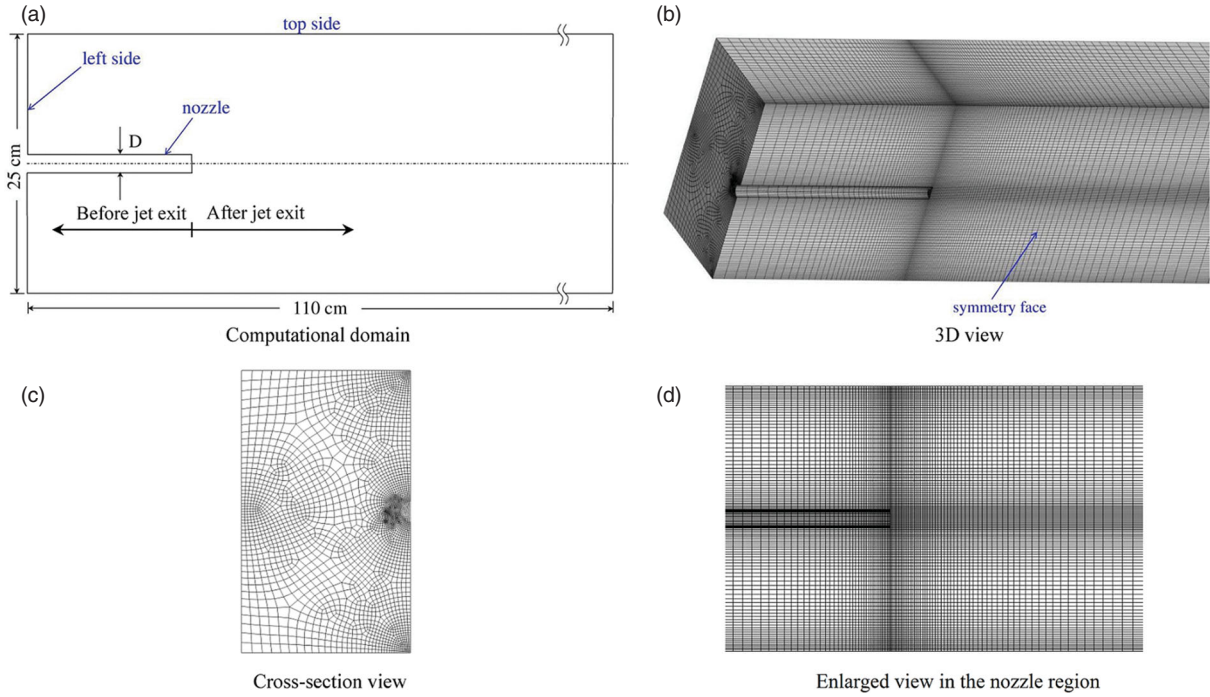 (a)
top side
left side
nozzle
D
25 cm
Before jet exit
After jet exit
110 cm
Computational domain
(b)
symmetry face
3D view
(c)
Cross-section view
(d)
Enlarged view in the nozzle region